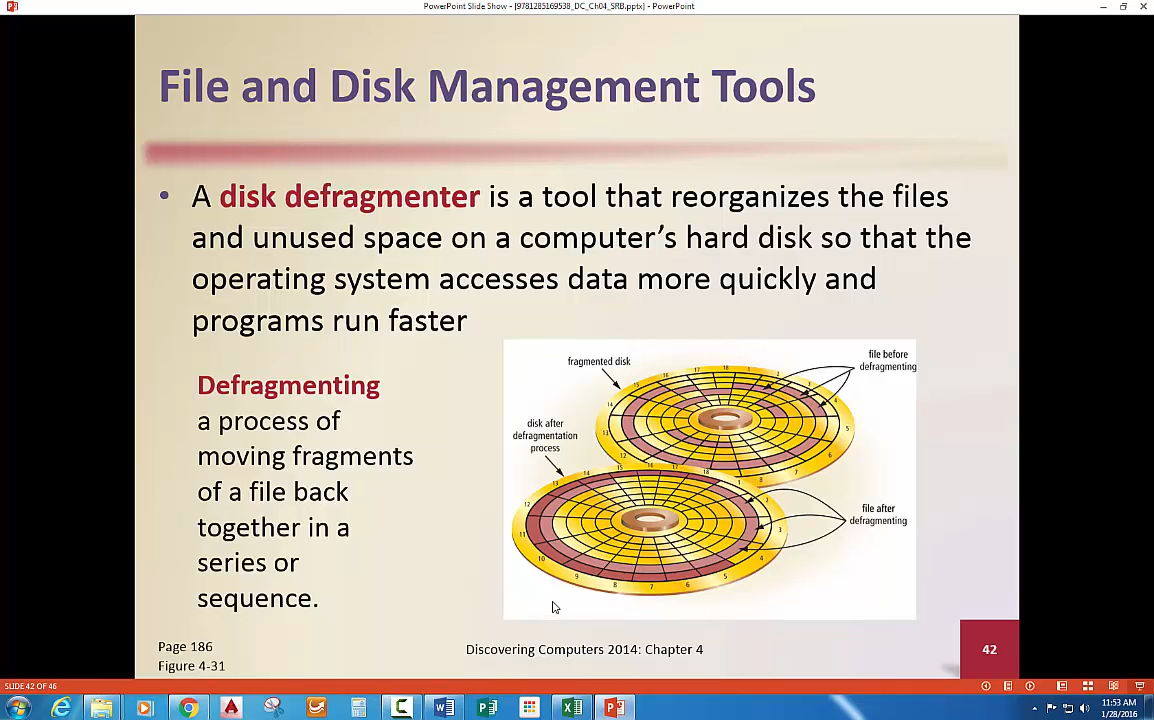 PowerPoint Slide Show - [9781285169538_DC_Ch04_SRB.pptx] - PowerPoint
File and Disk Management Tools
• A disk defragmenter is a tool that reorganizes the files
and unused space on a computer's hard disk so that the
operating system accesses data more quickly and
programs run faster
Defragmenting
a process of
moving fragments
of a file back
together in a
series or
sequence.
fragmented disk
file before
defragmenting
disk after
defragmentation
process
file after
defragmenting
Page 186
Figure 4-31
Discovering Computers 2014: Chapter 4
42
SLIDE 42 OF 46
11:53 AM
1/28/2016